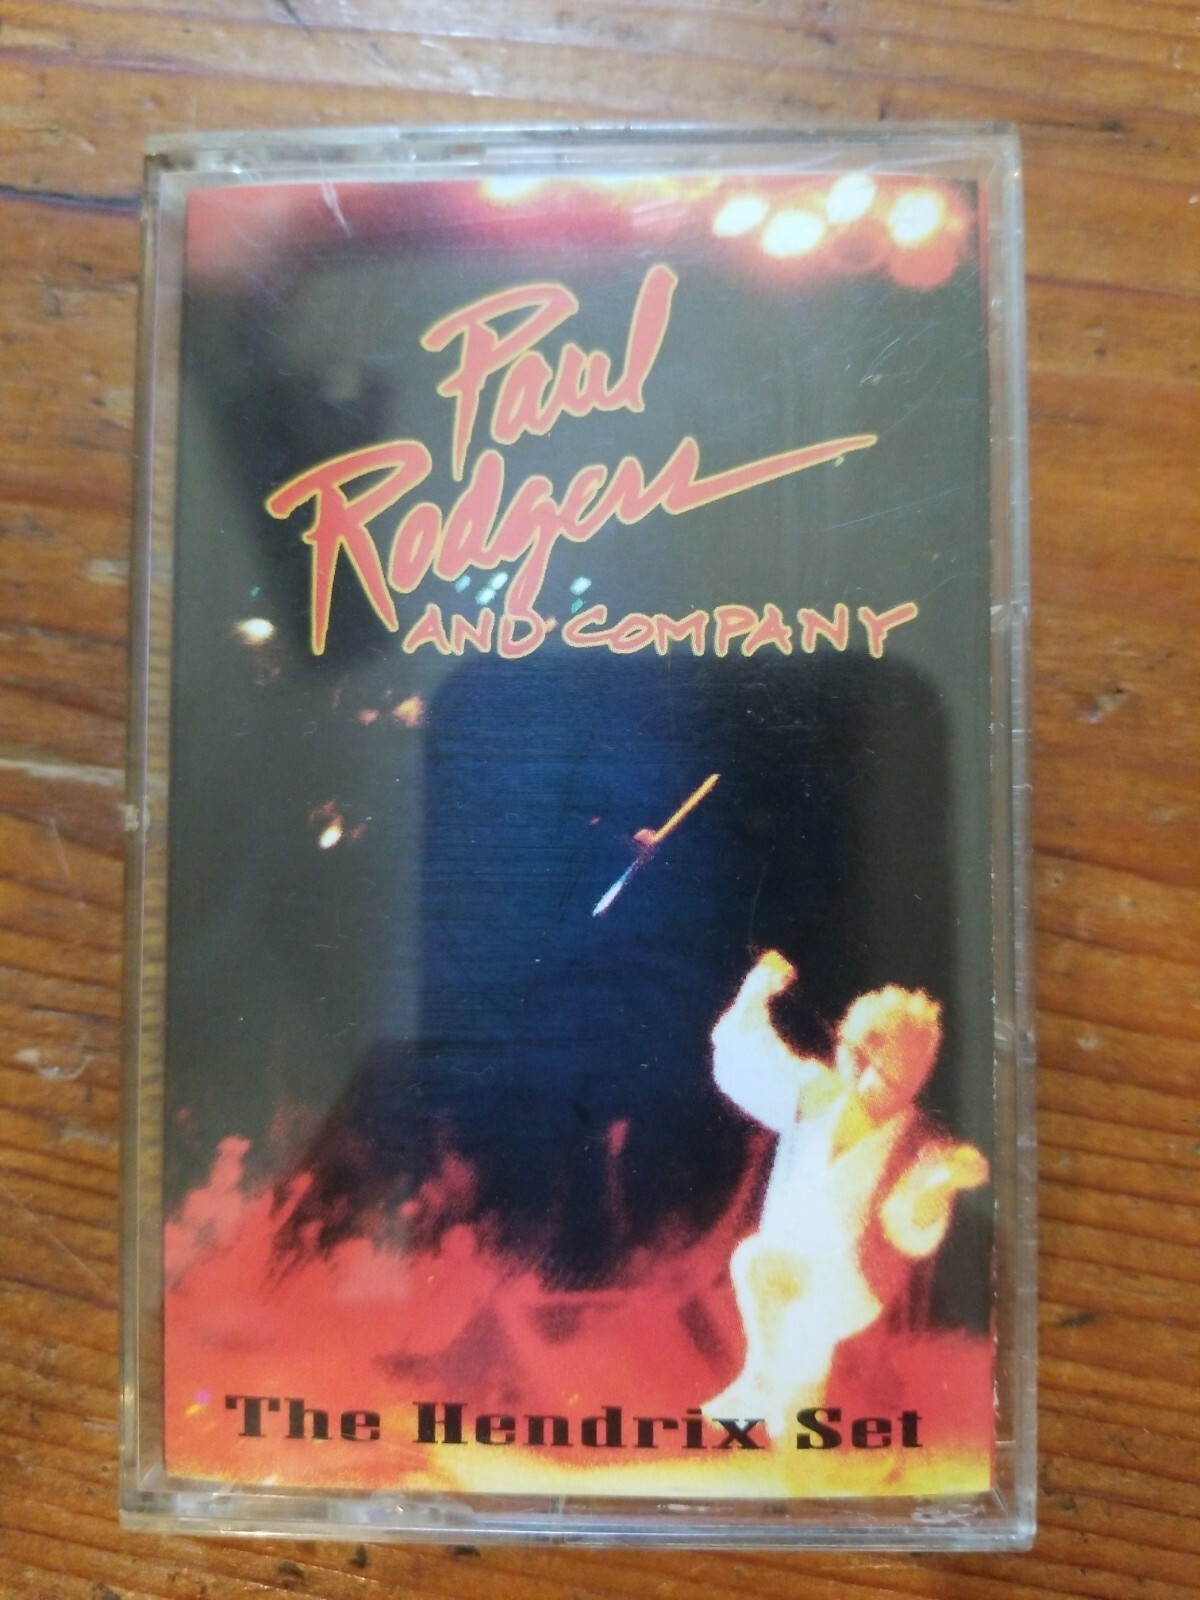 Paul
Rodgers
AND COMPANY
The Hendrix Set